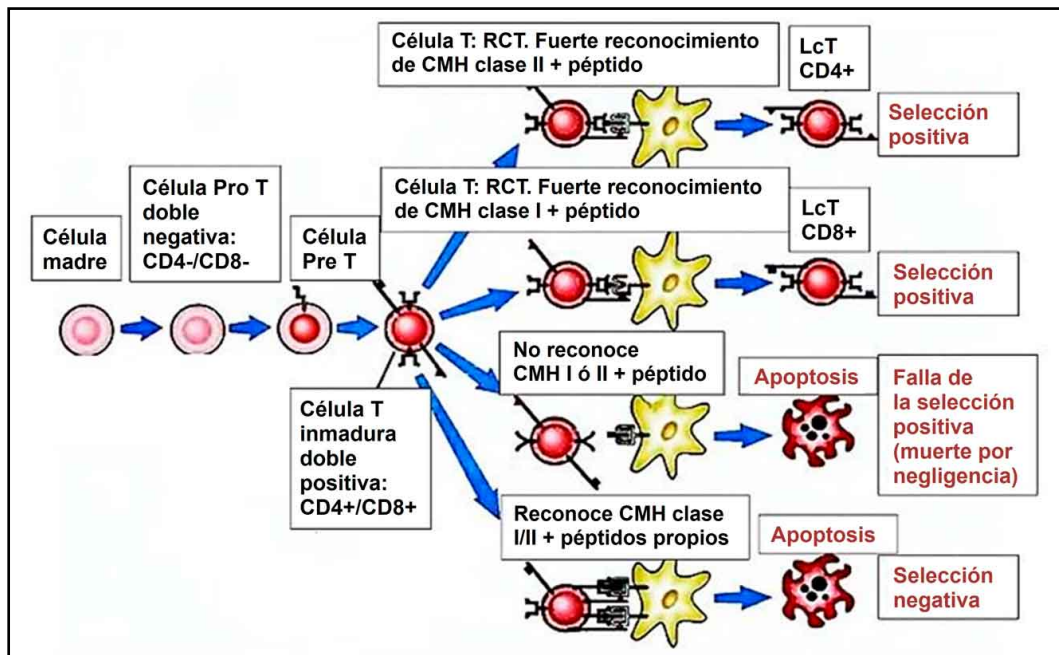 Célula T: RCT. Fuerte reconocimiento
de CMH clase II + péptido
LcT
CD4+
Selección
positiva
Célula T: RCT. Fuerte reconocimiento
de CMH clase I + péptido
LcT
CD8+
Selección
positiva
Célula
madre
Célula Pro T
doble
negativa:
CD4-/CD8-
Célula
Pre T
Célula T
inmadura
doble
positiva:
CD4+/CD8+
No reconoce
CMH I ó II + péptido
Apoptosis
Falla de
la selección
positiva
(muerte por
negligencia)
Reconoce CMH clase
I/II + péptidos propios
Apoptosis
Selección
negativa